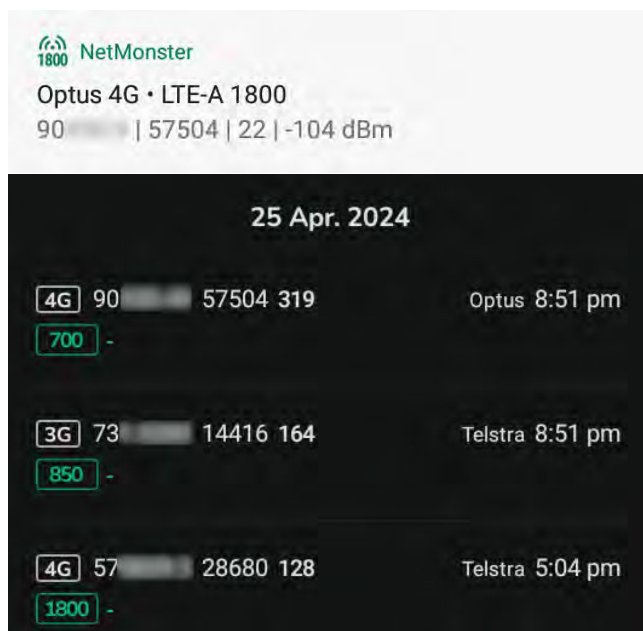 1800 NetMonster
Optus 4G • LTE-A 1800
90 | 57504 | 22 | -104 dBm
25 Apr. 2024
4G 90 57504 319 Optus 8:51 pm
700 -
3G 73 14416 164 Telstra 8:51 pm
850 -
4G 57 28680 128 Telstra 5:04 pm
1800 -